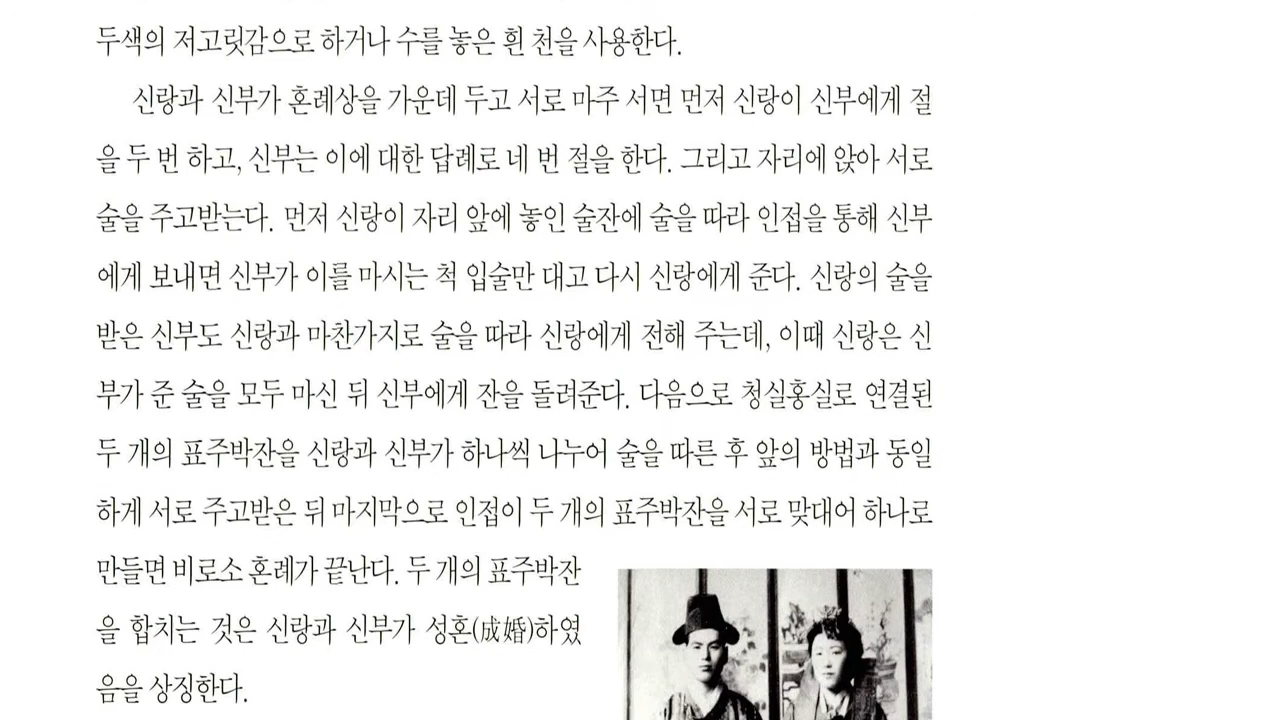 두색의 저고릿감으로 하거나 수를 놓은 흰 천을 사용한다.
신랑과 신부가 혼례상을 가운데 두고 서로 마주 서면 먼저 신랑이 신부에게 절
을 두 번 하고, 신부는 이에 대한 답례로 네 번 절을 한다. 그리고 자리에 앉아 서로
술을 주고받는다. 먼저 신랑이 자리 앞에 놓인 술잔에 술을 따라 인접을 통해 신부
에게 보내면 신부가 이를 마시는 척 입술만 대고 다시 신랑에게 준다. 신랑의 술을
받은 신부도 신랑과 마찬가지로 술을 따라 신랑에게 전해 주는데, 이때 신랑은 신
부가 준 술을 모두 마신 뒤 신부에게 잔을 돌려준다. 다음으로 청실홍실로 연결된
두 개의 표주박잔을 신랑과 신부가 하나씩 나누어 술을 따른 후 앞의 방법과 동일
하게 서로 주고받은 뒤 마지막으로 인접이 두 개의 표주박잔을 서로 맞대어 하나로
만들면 비로소 혼례가 끝난다. 두 개의 표주박잔
을 합치는 것은 신랑과 신부가 성혼(成婚)하였
음을 상징한다.